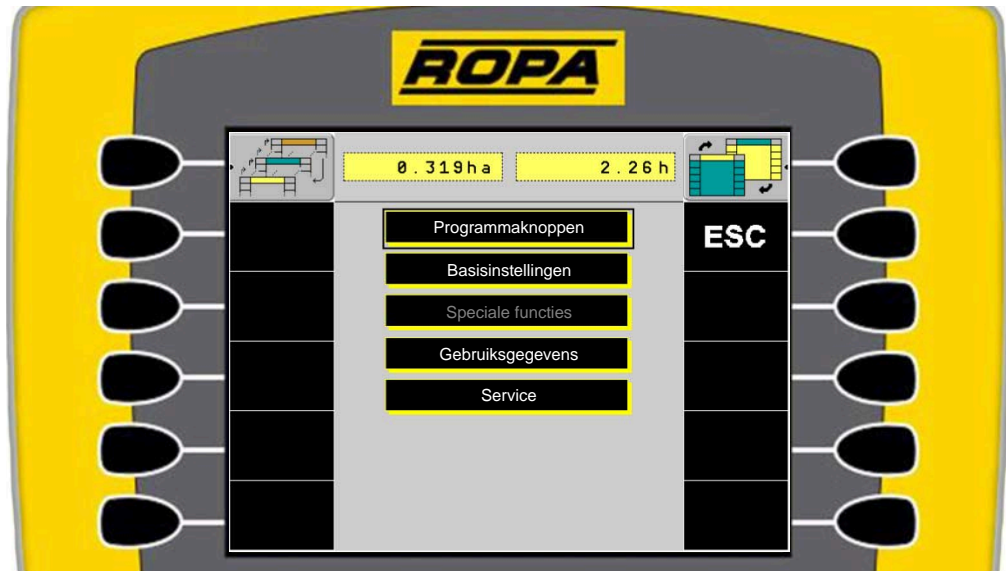 ROPA
0.319ha 2.26h
Programmaknoppen
ESC
Basisinstellingen
Speciale functies
Gebruiksgegevens
Service